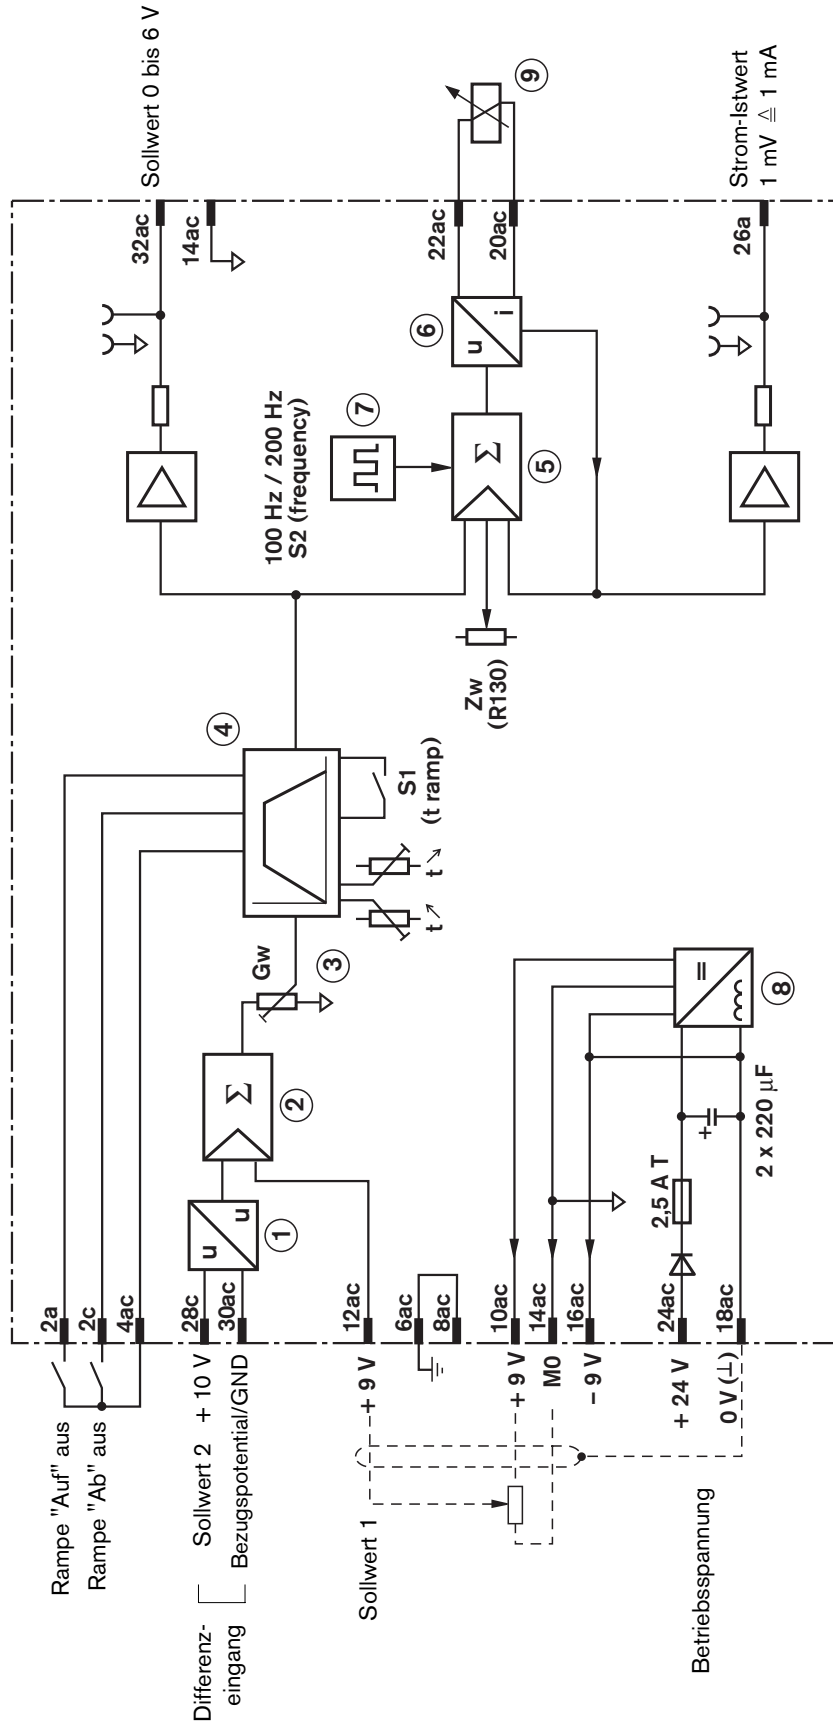 Rampe "Auf" aus
Rampe "Ab" aus
2a
2c
4ac
Differenz-
eingang
Sollwert 2 + 10 V
Bezugspotential/GND
28c
30ac
u
u
1
Σ
2
Gw
3
4
t
t
S1
(t ramp)
Sollwert 1
+ 9 V
12ac
6ac
8ac
+ 9 V
M0
– 9 V
10ac
14ac
16ac
Betriebsspannung
+ 24 V
0 V (⊥)
24ac
18ac
2,5 A T
+
2 x 220 µF
=
8
Zw
(R130)
100 Hz / 200 Hz
S2 (frequency)
7
Σ
5
u
i
6
32ac
14ac
Sollwert 0 bis 6 V
22ac
20ac
9
26a
Strom-Istwert
1 mV ≙ 1 mA